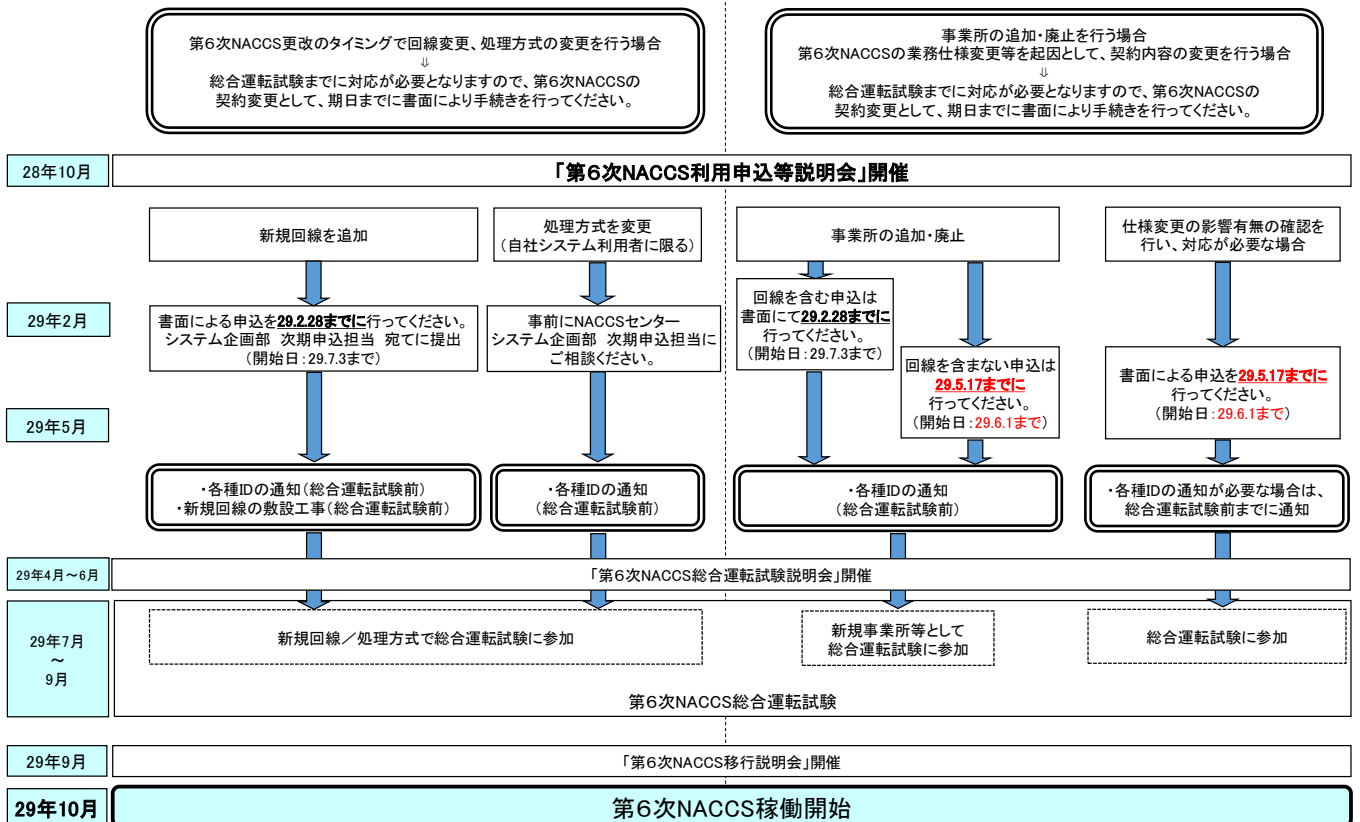 第6次NACCS更改のタイミングで回線変更、処理方式の変更を行う場合
⇓
総合運転試験までに対応が必要となりますので、第6次NACCSの
契約変更として、期日までに書面により手続きを行ってください。
事業所の追加・廃止を行う場合
第6次NACCSの業務仕様変更等を起因として、契約内容の変更を行う場合
⇓
総合運転試験までに対応が必要となりますので、第6次NACCSの
契約変更として、期日までに書面により手続きを行ってください。
28年10月
「第6次NACCS利用申込等説明会」開催
新規回線を追加
処理方式を変更
（自社システム利用者に限る）
事業所の追加・廃止
仕様変更の影響有無の確認を
行い、対応が必要な場合
29年2月
書面による申込を29.2.28までに行ってください。
システム企画部 次期申込担当 宛てに提出
（開始日：29.7.3まで）
事前にNACCSセンター
システム企画部 次期申込担当に
ご相談ください。
回線を含む申込は
書面にて29.2.28までに
行ってください。
（開始日：29.7.3まで）
回線を含まない申込は
29.5.17までに
行ってください。
（開始日：29.6.1まで）
書面による申込を29.5.17までに
行ってください。
（開始日：29.6.1まで）
29年5月
・各種IDの通知（総合運転試験前）
・新規回線の敷設工事（総合運転試験前）
・各種IDの通知
（総合運転試験前）
・各種IDの通知
（総合運転試験前）
・各種IDの通知が必要な場合は、
総合運転試験前までに通知
29年4月～6月
「第6次NACCS総合運転試験説明会」開催
29年7月
～
9月
新規回線／処理方式で総合運転試験に参加
新規事業所等として
総合運転試験に参加
総合運転試験に参加
第6次NACCS総合運転試験
29年9月
「第6次NACCS移行説明会」開催
29年10月
第6次NACCS稼働開始